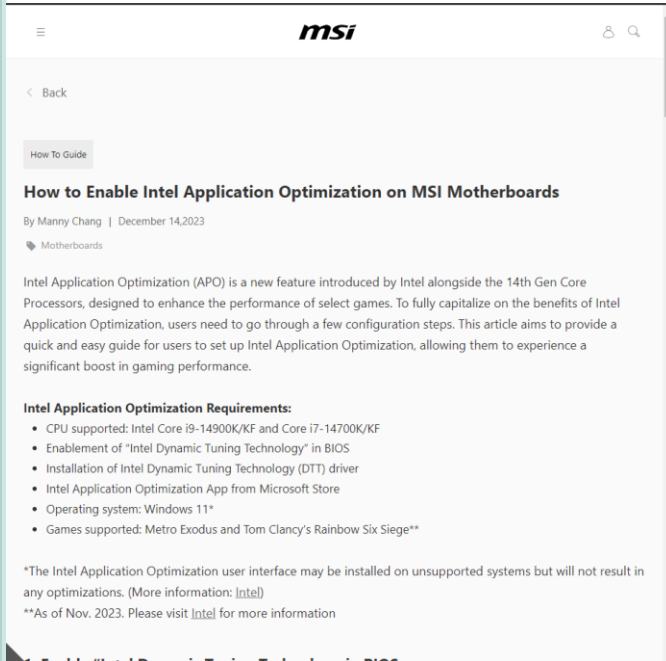 msi
Back
How To Guide
How to Enable Intel Application Optimization on MSI Motherboards
By Manny Chang | December 14,2023
Motherboards
Intel Application Optimization (APO) is a new feature introduced by Intel alongside the 14th Gen Core
Processors, designed to enhance the performance of select games. To fully capitalize on the benefits of Intel
Application Optimization, users need to go through a few configuration steps. This article aims to provide a
quick and easy guide for users to set up Intel Application Optimization, allowing them to experience a
significant boost in gaming performance.
Intel Application Optimization Requirements:
• CPU supported: Intel Core i9-14900K/KF and Core i7-14700K/KF
• Enablement of "Intel Dynamic Tuning Technology" in BIOS
• Installation of Intel Dynamic Tuning Technology (DTT) driver
• Intel Application Optimization App from Microsoft Store
• Operating system: Windows 11*
• Games supported: Metro Exodus and Tom Clancy's Rainbow Six Siege**
*The Intel Application Optimization user interface may be installed on unsupported systems but will not result in
any optimizations. (More information: Intel)
**As of Nov. 2023. Please visit Intel for more information
1. Enable "Intel Dynamic Tuning Technology in BIOS